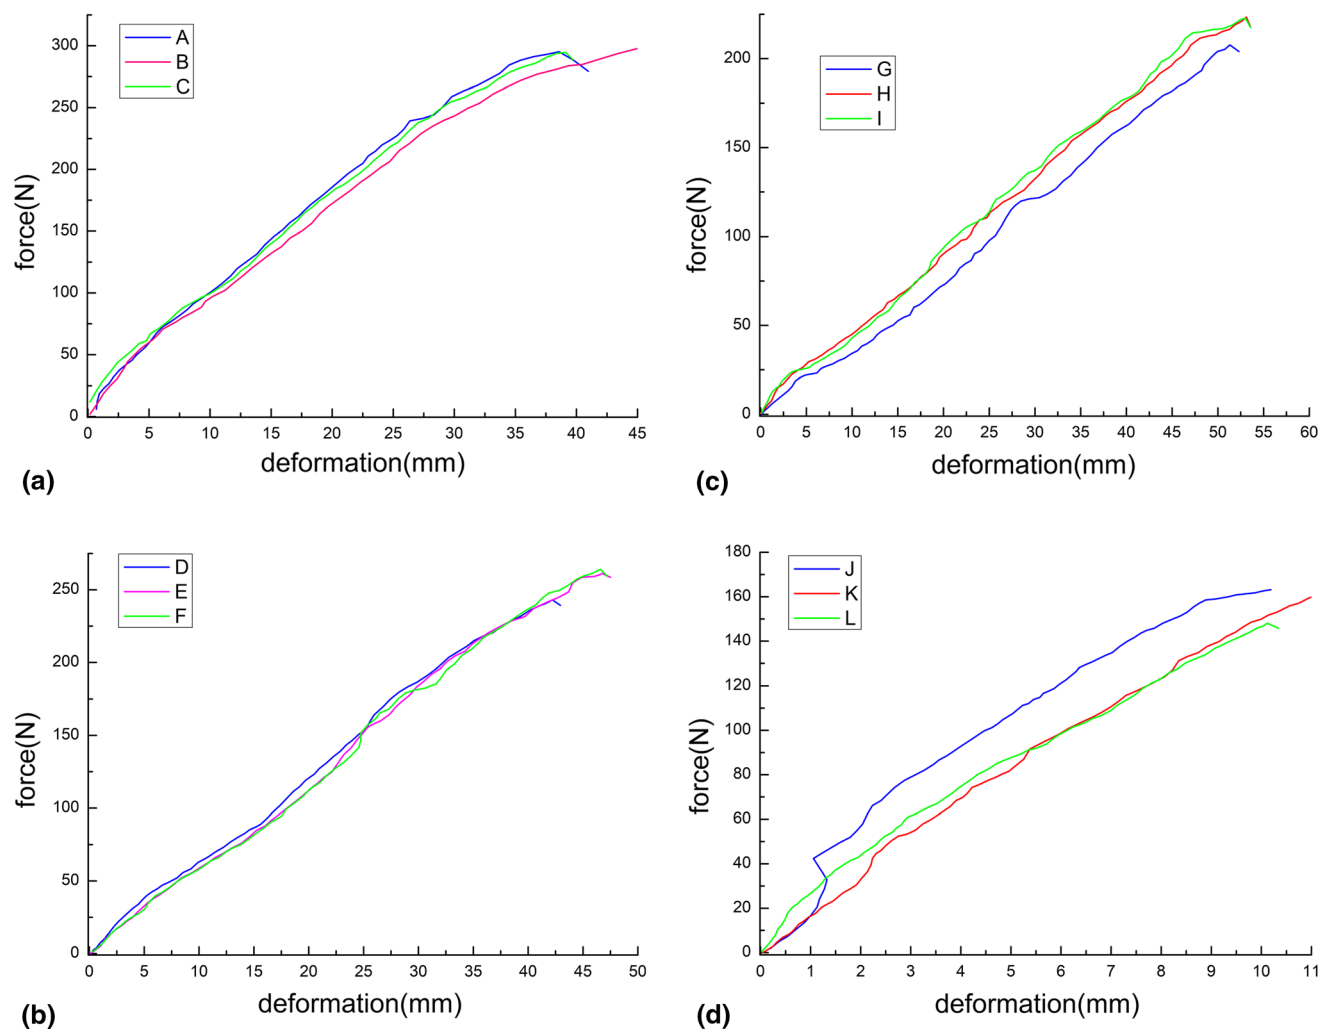 A
B
C
force(N)
300
250
200
150
100
50
0
0 5 10 15 20 25 30 35 40 45
deformation(mm)
(a)
G
H
I
force(N)
200
150
100
50
0
0 5 10 15 20 25 30 35 40 45 50 55 60
deformation(mm)
(c)
D
E
F
force(N)
250
200
150
100
50
0
0 5 10 15 20 25 30 35 40 45 50
deformation(mm)
(b)
J
K
L
force(N)
180
160
140
120
100
80
60
40
20
0
0 1 2 3 4 5 6 7 8 9 10 11
deformation(mm)
(d)